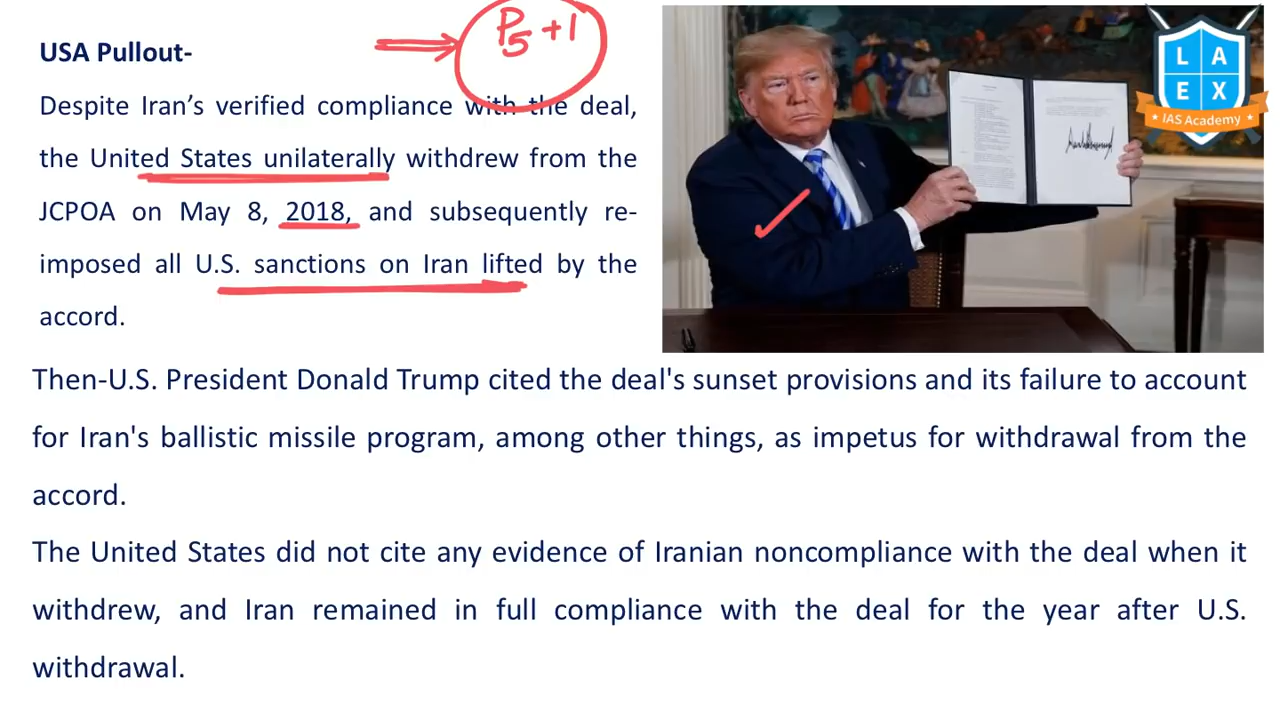 P5+1
USA Pullout-
Despite Iran's verified compliance with the deal,
the United States unilaterally withdrew from the
JCPOA on May 8, 2018, and subsequently re-
imposed all U.S. sanctions on Iran lifted by the
accord.
L A
E X
IAS Academy
Then-U.S. President Donald Trump cited the deal's sunset provisions and its failure to account
for Iran's ballistic missile program, among other things, as impetus for withdrawal from the
accord.
The United States did not cite any evidence of Iranian noncompliance with the deal when it
withdrew, and Iran remained in full compliance with the deal for the year after U.S.
withdrawal.